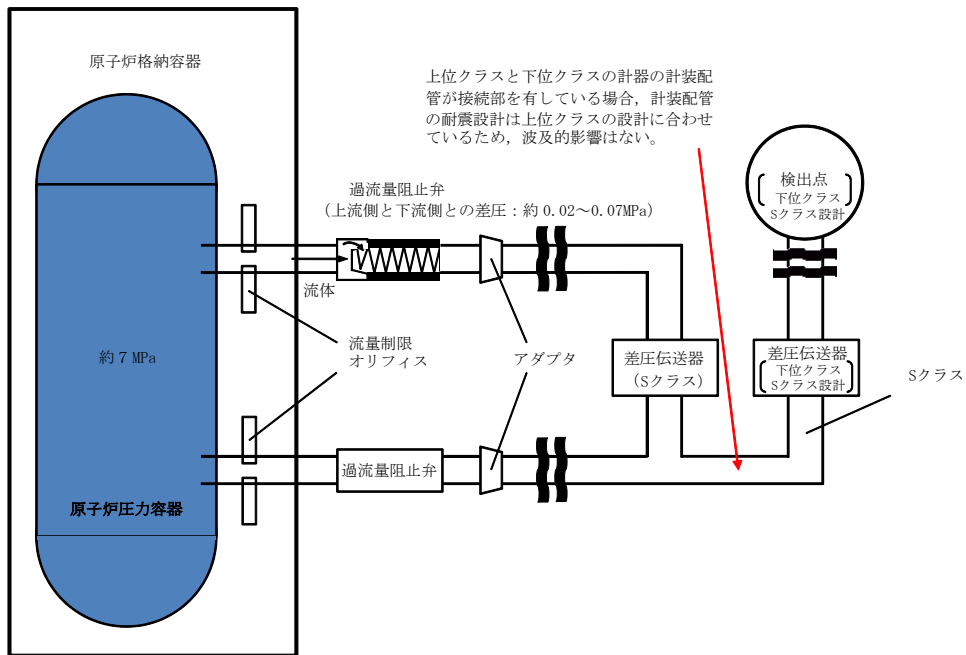 原子炉格納容器
上位クラスと下位クラスの計器の計装配
管が接続部を有している場合，計装配管
の耐震設計は上位クラスの設計に合わせ
ているため，波及的影響はない。
検出点
下位クラス
Sクラス設計
過流量阻止弁
（上流側と下流側との差圧：約 0.02～0.07MPa）
流体
流量制限
オリフィス
アダプタ
約７MPa
差圧伝送器
（Sクラス）
差圧伝送器
下位クラス
Sクラス設計
Sクラス
過流量阻止弁
原子炉圧力容器